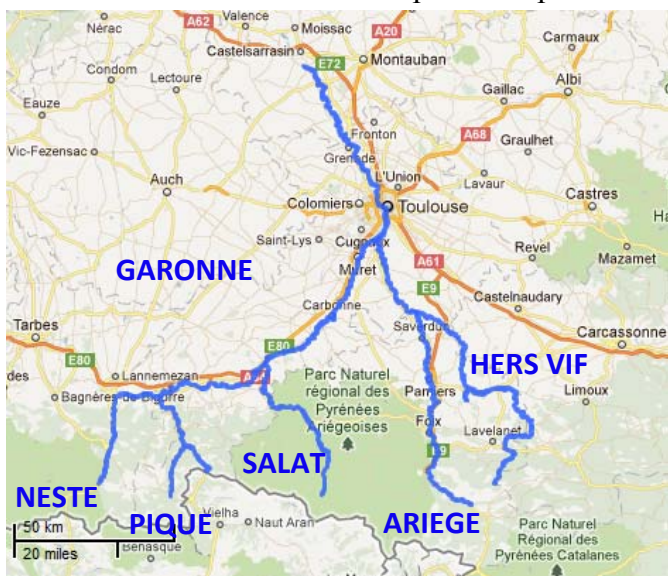 Valence
Moissac
Nérac
A62
A20
Castelsarrasin
Carmaux
E72
Montauban
Condom
Lectoure
Albi
Gaillac
Eauze
Fronton
A68
Graulhet
Vic-Fezensac
Grenade
L'Union
Lavaur
Auch
Colomiers
Toulouse
Castres
Saint-Lys
Cugnaux
Revel
GARONNE
A61
Mazamet
Muret
E9
Castelnaudary
Carbonne
Tarbes
Saverdun
Carcassonne
E80
E80
HERS VIF
Lannemezan
Parc Naturel
régional des
Pyrénées
Ariégeoises
Pamiers
Limoux
des
Bagnères-de-Bigorre
Foix
Lavelanet
SALAT
E9
NESTE
PIQUE
ARIEGE
50 km
20 miles
Vielha
Naut Aran
Benasque
Parc Naturel
régional des
Pyrénées Catalanes